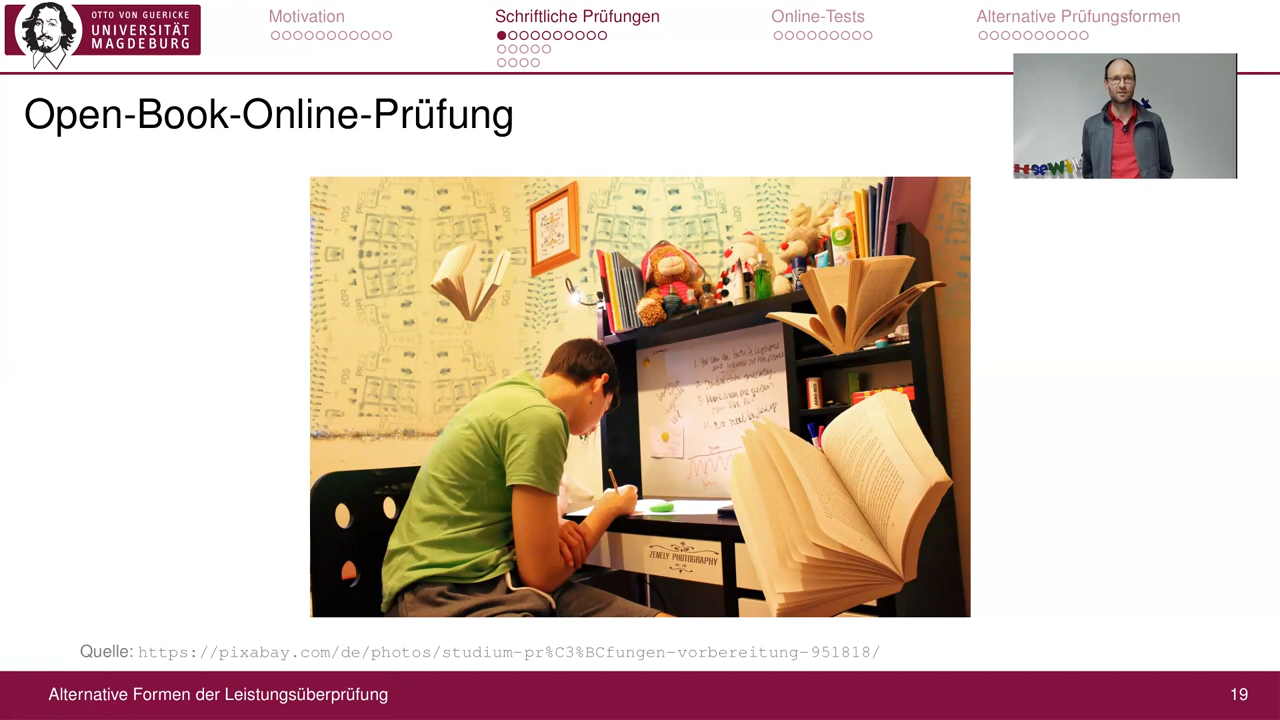 OTTO VON GUERICKE
UNIVERSITÄT
MAGDEBURG
Motivation
Schriftliche Prüfungen
Online-Tests
Alternative Prüfungsformen
Open-Book-Online-Prüfung
ZENELY PHOTOGRAPHY
Quelle: https://pixabay.com/de/photos/studium-pr%C3%BCfungen-vorbereitung-951818/
Alternative Formen der Leistungsüberprüfung
19